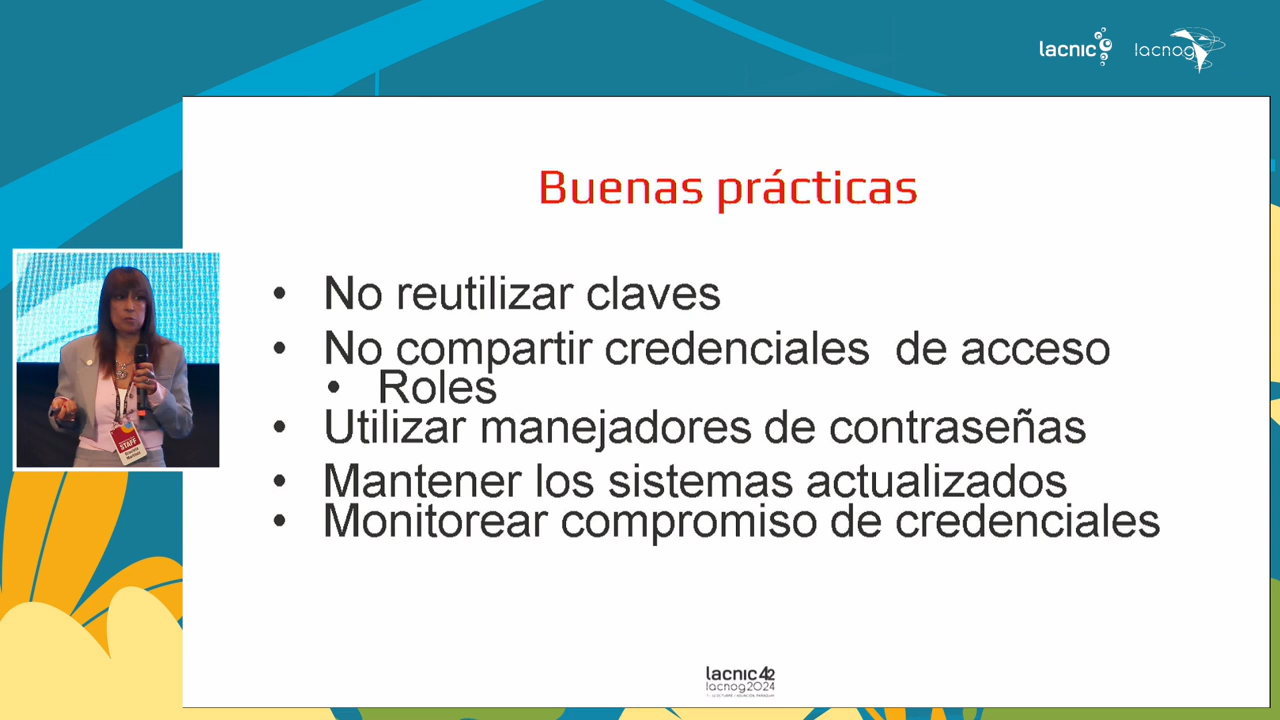 lacnic
lacnog
Buenas prácticas
• No reutilizar claves
• No compartir credenciales de acceso
• Roles
• Utilizar manejadores de contraseñas
• Mantener los sistemas actualizados
• Monitorear compromiso de credenciales
STAFF
lacnic42
lacnog2024